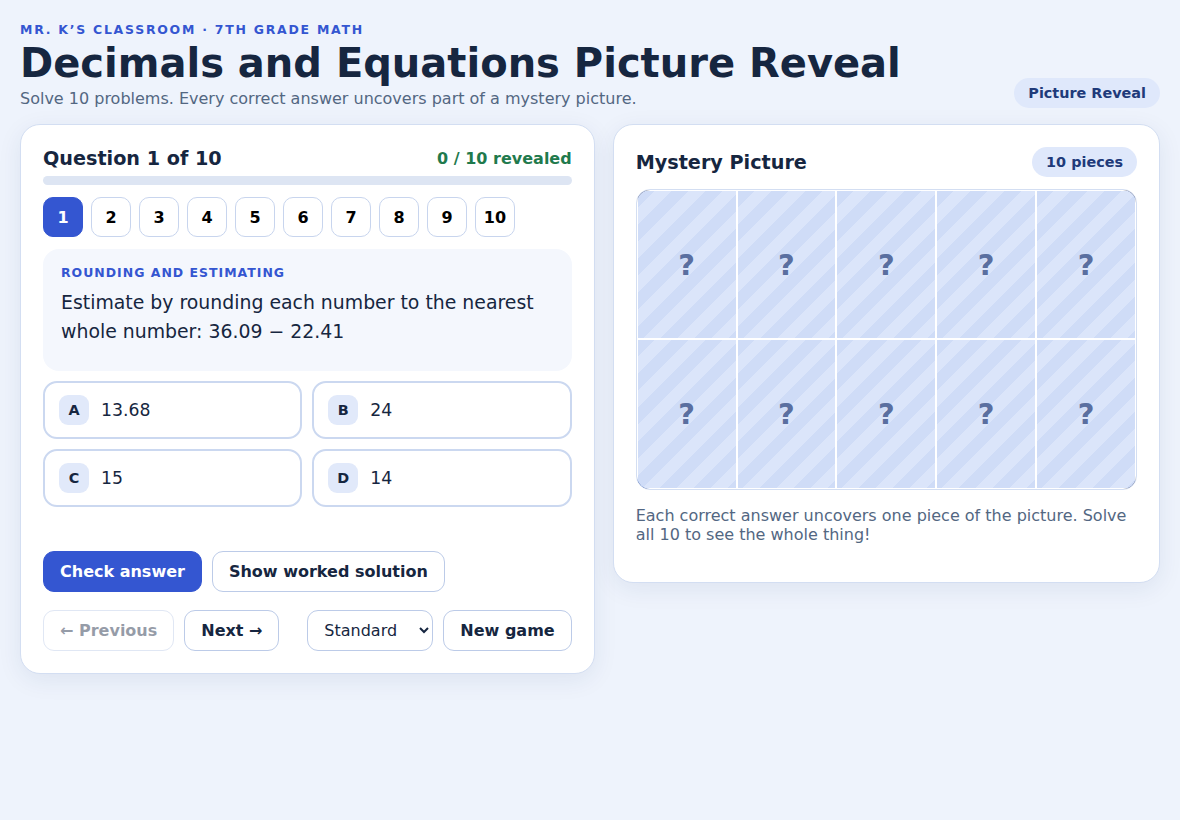 MR. K’S CLASSROOM · 7TH GRADE MATH
Decimals and Equations Picture Reveal
Solve 10 problems. Every correct answer uncovers part of a mystery picture.
Picture Reveal
Question 1 of 10
0 / 10 revealed
1 2 3 4 5 6 7 8 9 10
ROUNDING AND ESTIMATING
Estimate by rounding each number to the nearest
whole number: 36.09 − 22.41
A 13.68
B 24
C 15
D 14
Check answer
Show worked solution
← Previous
Next →
Standard
New game
Mystery Picture
10 pieces
? ? ? ? ?
? ? ? ? ?
Each correct answer uncovers one piece of the picture. Solve
all 10 to see the whole thing!